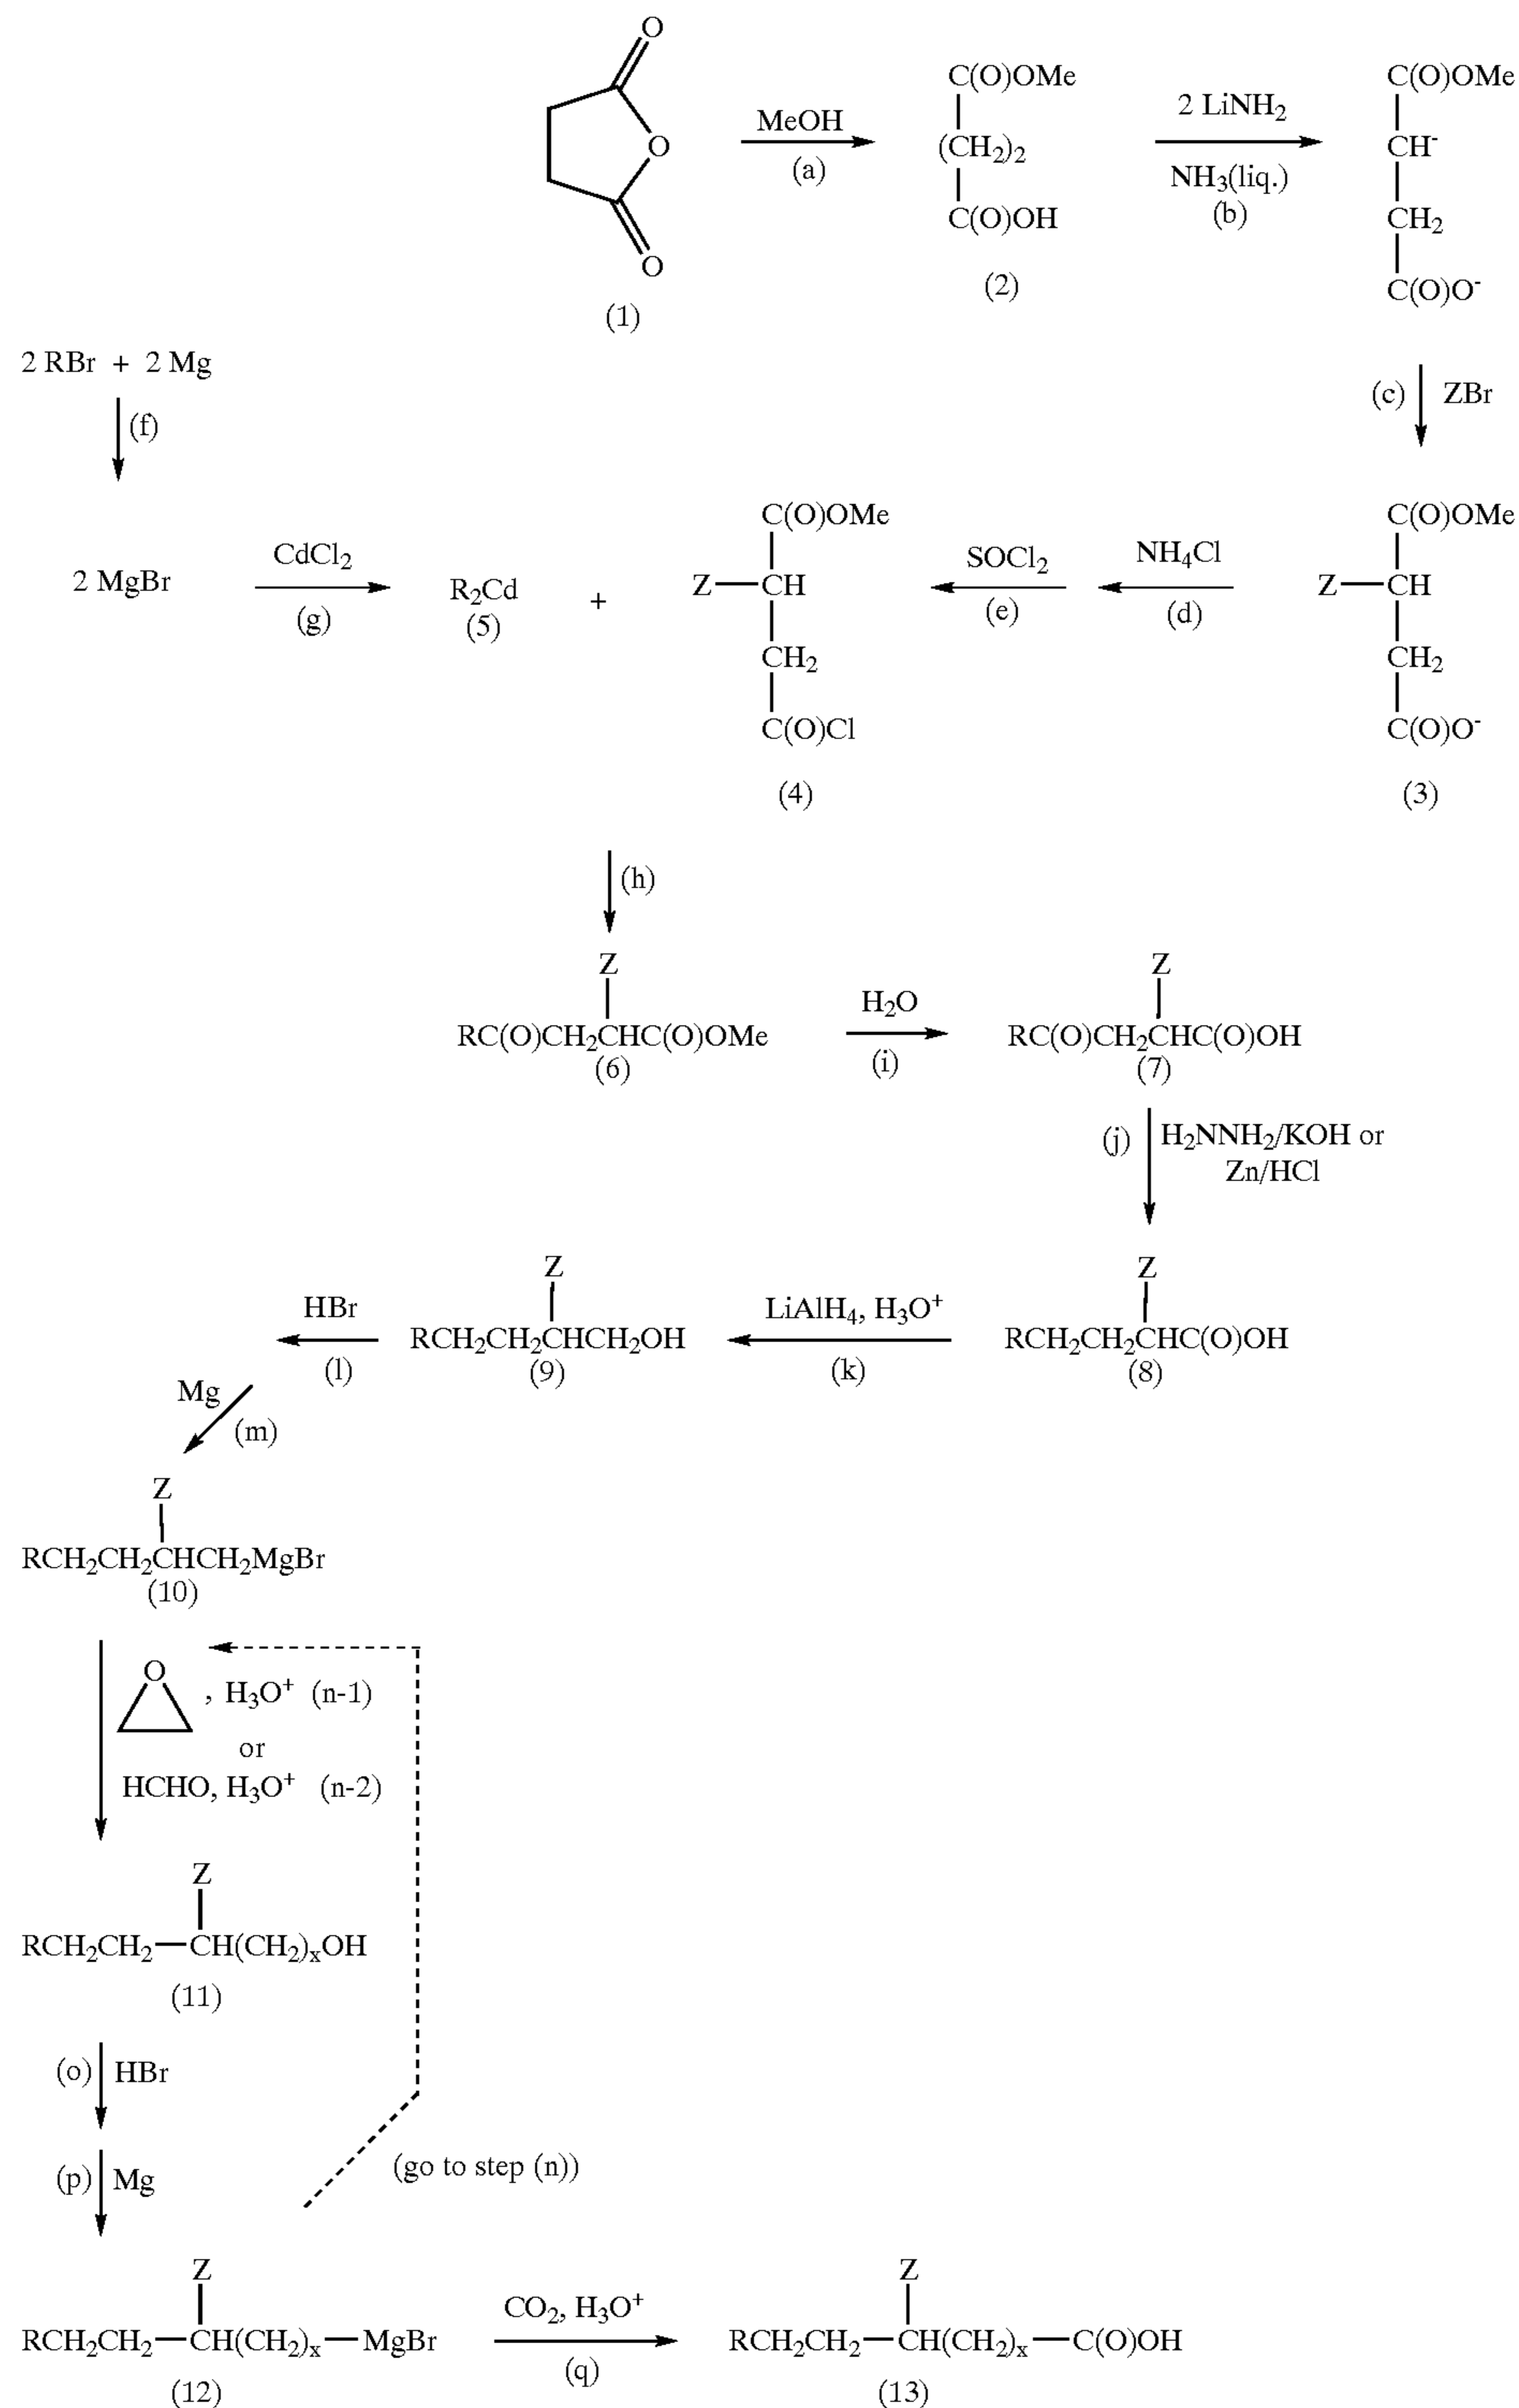 O
O
O
(1)
MeOH
(a)
C(O)OMe
(CH₂)₂
C(O)OH
(2)
2 LiNH₂
NH₃(liq.)
(b)
C(O)OMe
CH⁻
CH₂
C(O)O⁻
2 RBr + 2 Mg
(f)
(c) ZBr
2 MgBr
CdCl₂
(g)
R₂Cd
(5)
+
C(O)OMe
Z—CH
CH₂
C(O)Cl
(4)
SOCl₂
(e)
NH₄Cl
(d)
C(O)OMe
Z—CH
CH₂
C(O)O⁻
(3)
(h)
Z
RC(O)CH₂CHC(O)OMe
(6)
H₂O
(i)
Z
RC(O)CH₂CHC(O)OH
(7)
(j) H₂NNH₂/KOH or
Zn/HCl
HBr
(l)
Z
RCH₂CH₂CHCH₂OH
(9)
LiAlH₄, H₃O⁺
(k)
Z
RCH₂CH₂CHC(O)OH
(8)
Mg
(m)
Z
RCH₂CH₂CHCH₂MgBr
(10)
O
, H₃O⁺ (n-1)
or
HCHO, H₃O⁺ (n-2)
Z
RCH₂CH₂—CH(CH₂)ₓOH
(11)
(o) HBr
(p) Mg
(go to step (n))
Z
RCH₂CH₂—CH(CH₂)ₓ—MgBr
(12)
CO₂, H₃O⁺
(q)
Z
RCH₂CH₂—CH(CH₂)ₓ—C(O)OH
(13)